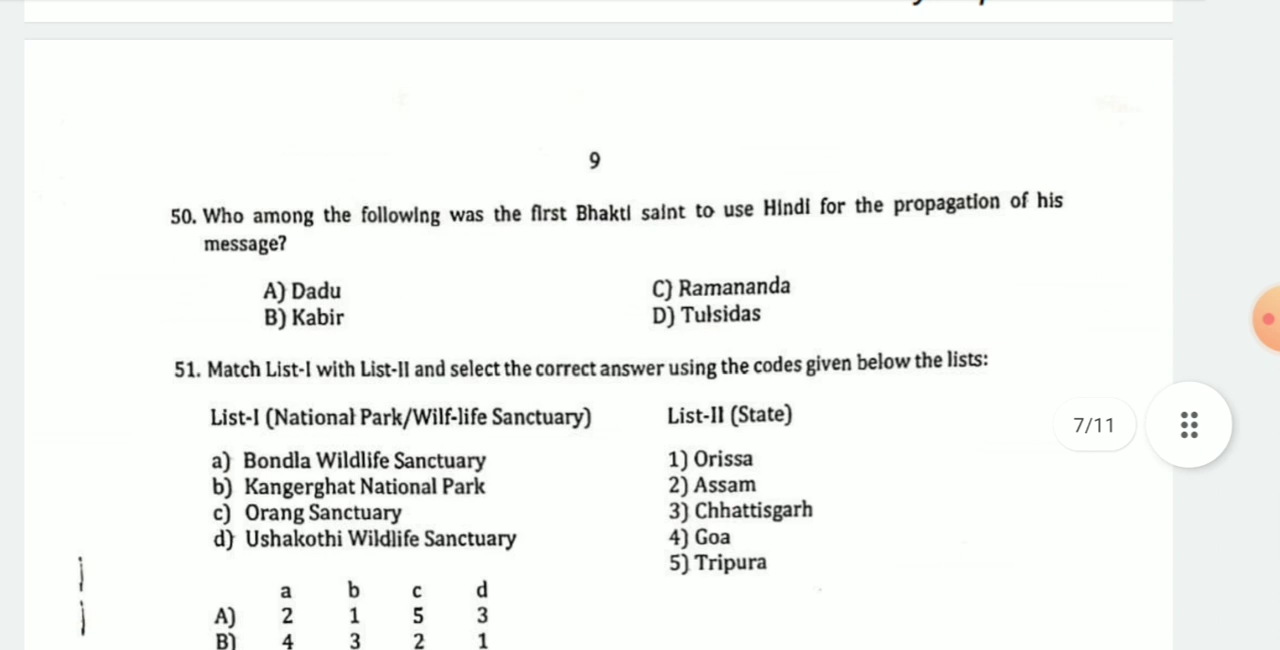 9
50. Who among the following was the first Bhakti saint to use Hindi for the propagation of his
message?
A) Dadu
C) Ramananda
B) Kabir
D) Tulsidas
51. Match List-I with List-II and select the correct answer using the codes given below the lists:
List-I (National Park/Wilf-life Sanctuary)
List-II (State)
a) Bondla Wildlife Sanctuary
1) Orissa
b) Kangerghat National Park
2) Assam
c) Orang Sanctuary
3) Chhattisgarh
d) Ushakothi Wildlife Sanctuary
4) Goa
5) Tripura
7/11
a b c d
A) 2 1 5 3
B) 4 3 2 1